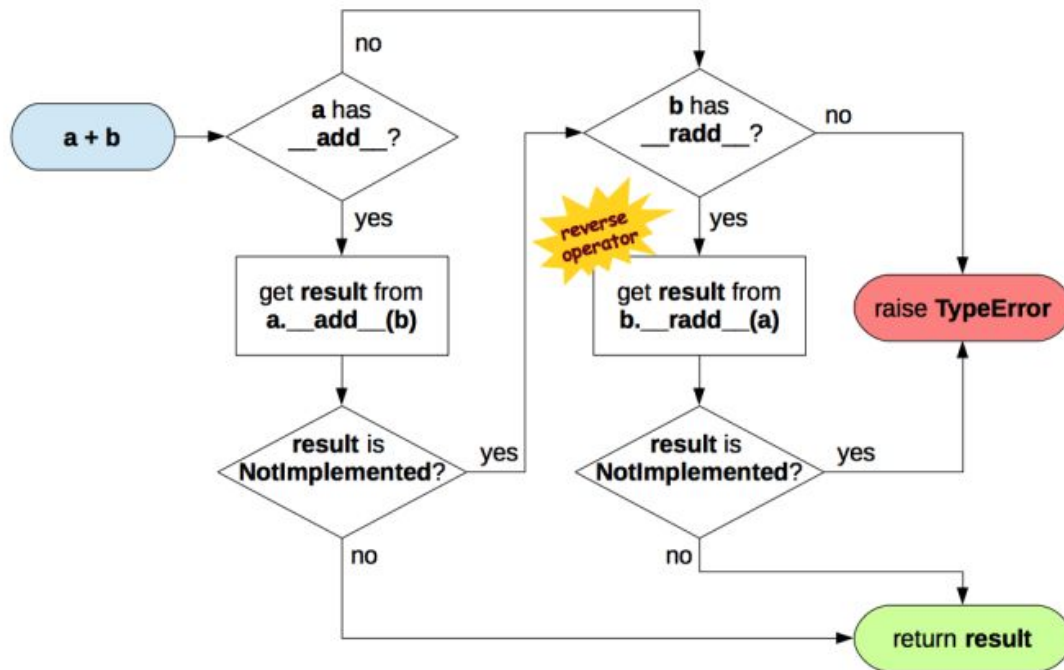 no
a + b
a has
__add__?
b has
__radd__?
no
yes
yes
reverse
operator
get result from
a.__add__(b)
get result from
b.__radd__(a)
raise TypeError
result is
NotImplemented?
yes
result is
NotImplemented?
yes
no
no
return result